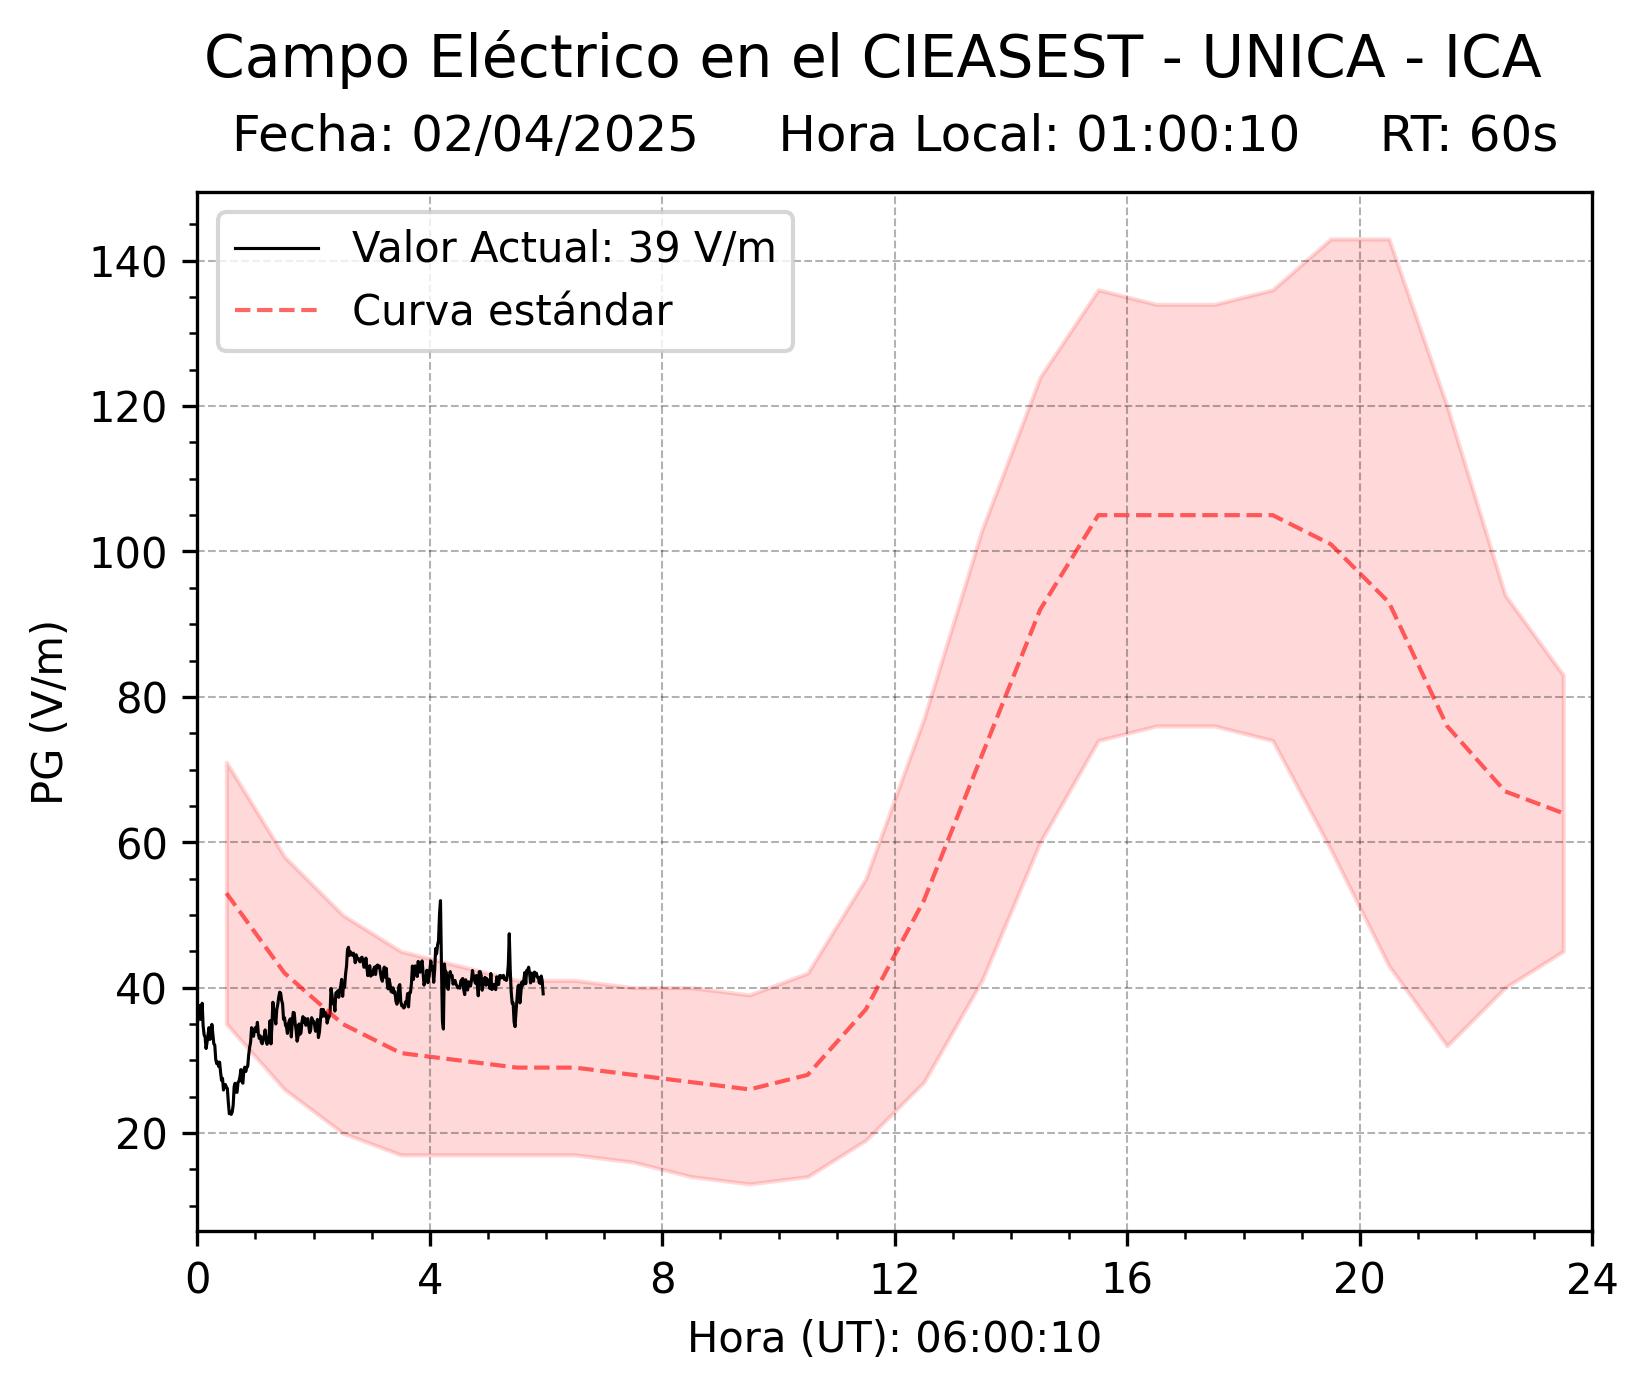 Campo Eléctrico en el CIEASEST - UNICA - ICA
Fecha: 02/04/2025 Hora Local: 01:00:10 RT: 60s
Valor Actual: 39 V/m
Curva estándar
140
120
100
80
60
40
20
PG (V/m)
0 4 8 12 16 20 24
Hora (UT): 06:00:10